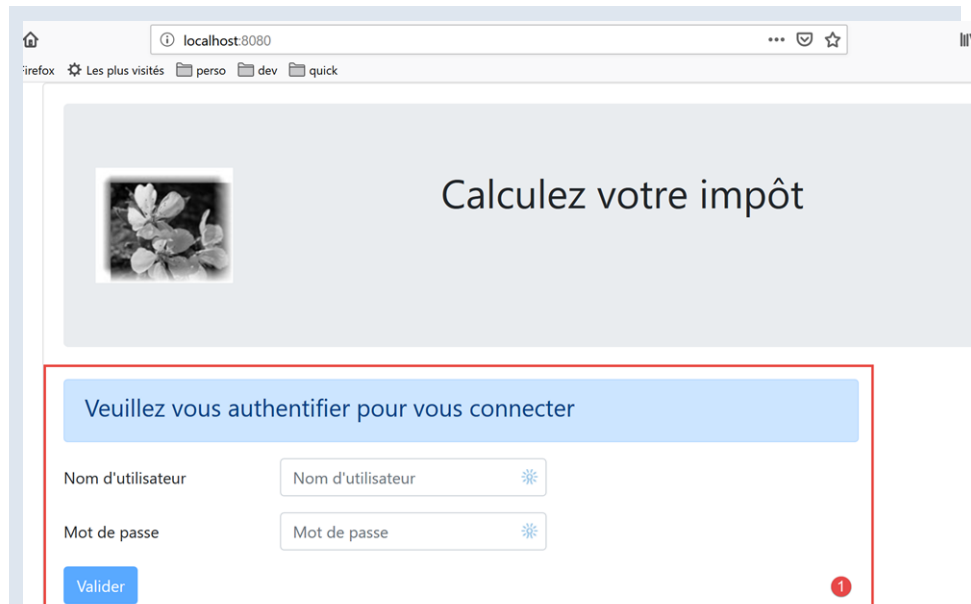 localhost:8080
Les plus visités perso dev quick
Calculez votre impôt
Veuillez vous authentifier pour vous connecter
Nom d'utilisateur Nom d'utilisateur
Mot de passe Mot de passe
Valider
1